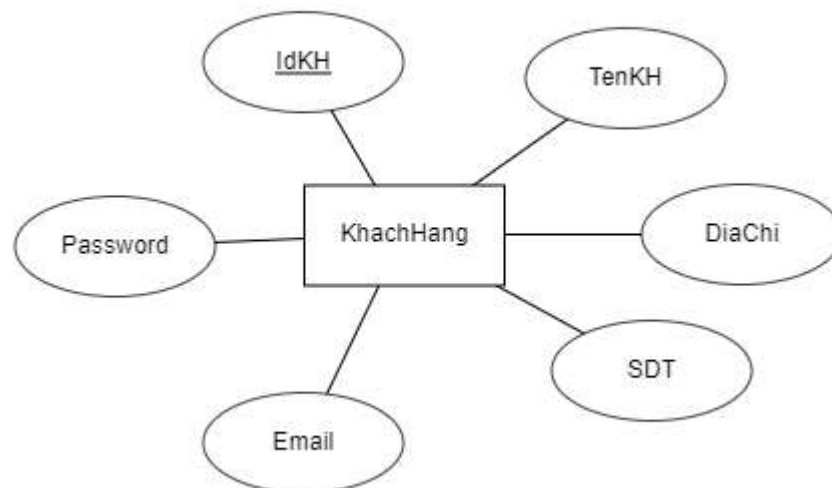 IdKH
TenKH
Password
KhachHang
DiaChi
SDT
Email